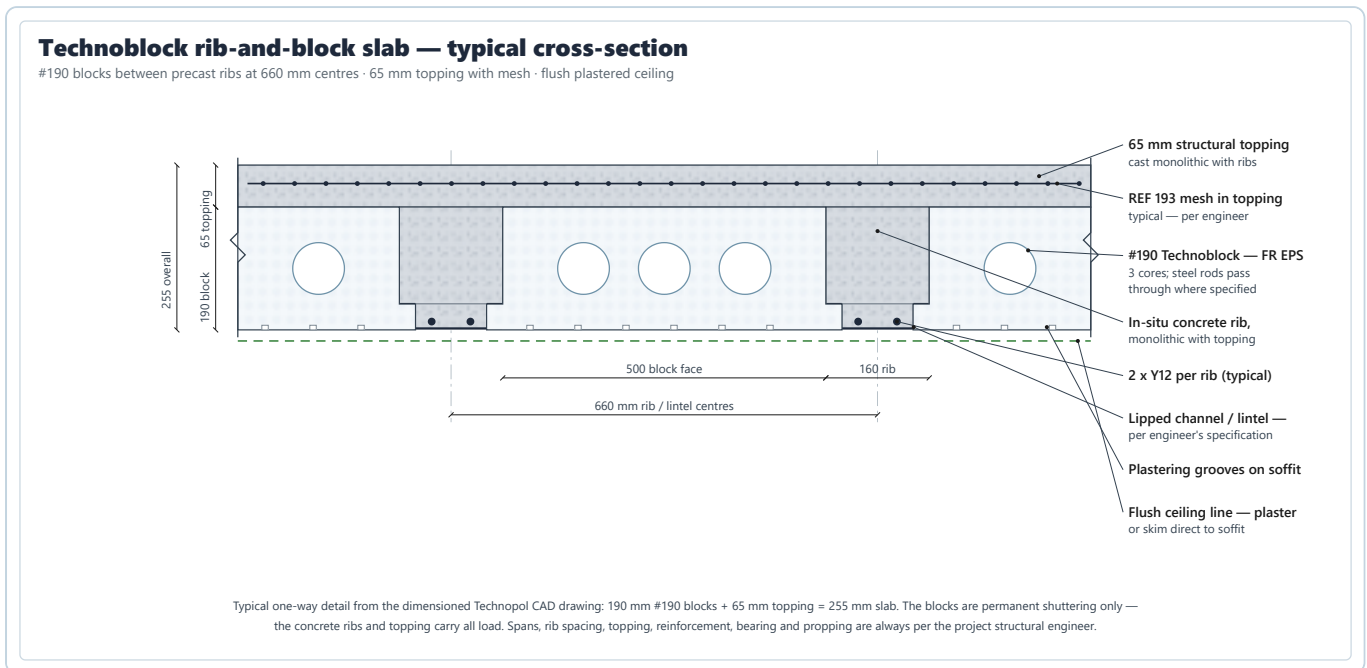 Technoblock rib-and-block slab — typical cross-section
#190 blocks between precast ribs at 660 mm centres · 65 mm topping with mesh · flush plastered ceiling
65 mm structural topping
cast monolithic with ribs
REF 193 mesh in topping
typical — per engineer
#190 Technoblock — FR EPS
3 cores; steel rods pass
through where specified
In-situ concrete rib,
monolithic with topping
2 x Y12 per rib (typical)
Lipped channel / lintel —
per engineer's specification
Plastering grooves on soffit
Flush ceiling line — plaster
or skim direct to soffit
255 overall
65 topping
190 block
500 block face
160 rib
660 mm rib / lintel centres
Typical one-way detail from the dimensioned Technopol CAD drawing: 190 mm #190 blocks + 65 mm topping = 255 mm slab. The blocks are permanent shuttering only —
the concrete ribs and topping carry all load. Spans, rib spacing, topping, reinforcement, bearing and propping are always per the project structural engineer.